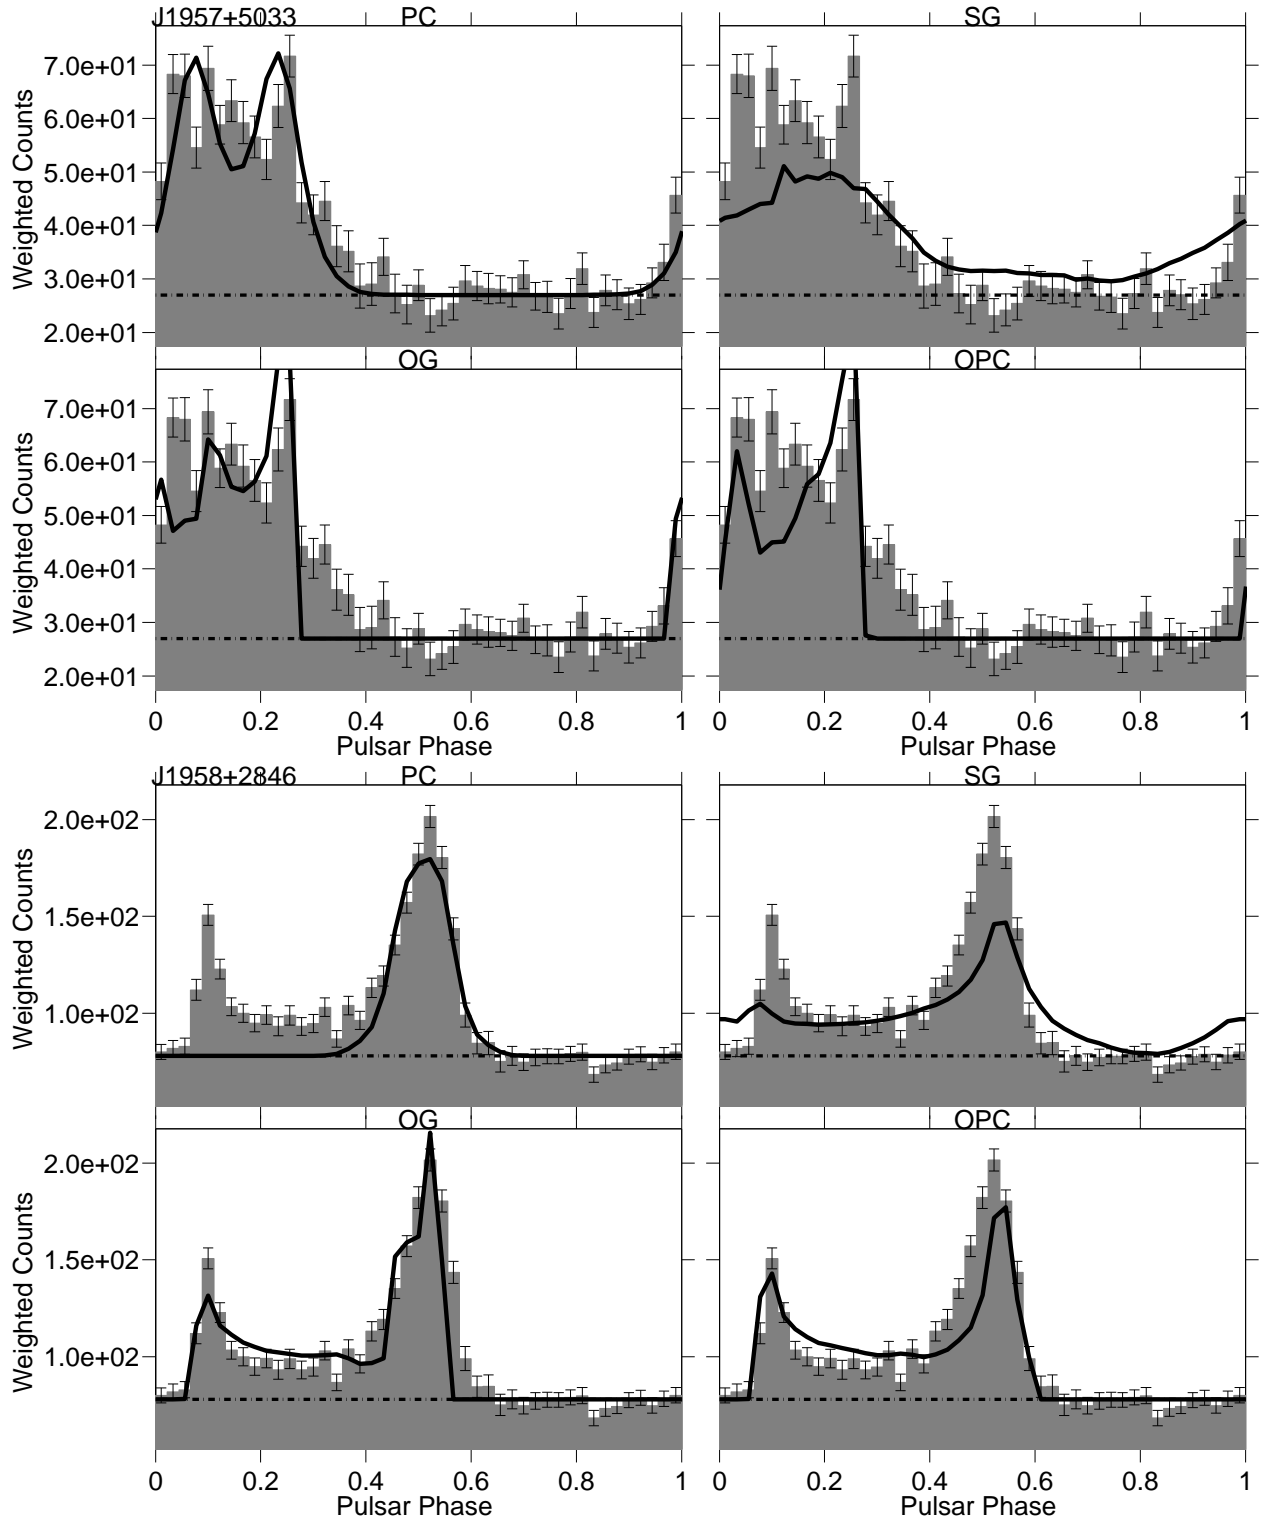 J1957+5033 PC SG
Weighted Counts
7.0e+01
6.0e+01
5.0e+01
4.0e+01
3.0e+01
2.0e+01
OG OPC
Weighted Counts
7.0e+01
6.0e+01
5.0e+01
4.0e+01
3.0e+01
2.0e+01
0 0.2 0.4 0.6 0.8 1 0 0.2 0.4 0.6 0.8 1
Pulsar Phase Pulsar Phase
J1958+2846 PC SG
Weighted Counts
2.0e+02
1.5e+02
1.0e+02
OG OPC
Weighted Counts
2.0e+02
1.5e+02
1.0e+02
0 0.2 0.4 0.6 0.8 1 0 0.2 0.4 0.6 0.8 1
Pulsar Phase Pulsar Phase